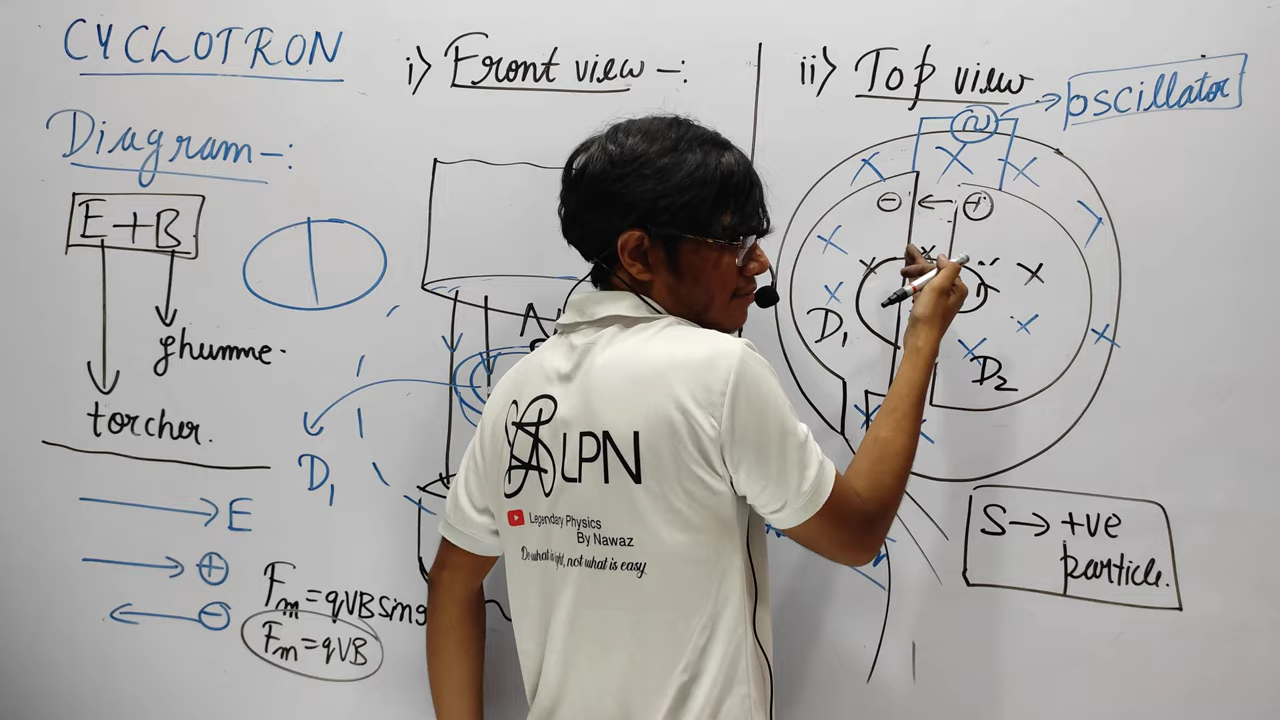 CYCLOTRON
Diagram-:
E+B
ghumne.
torcher.
E
+
-
Fm=qVBsin
Fm=qVB
i) Front view-:
N
D1
ii) Top view
oscillator
- ← +
D1
D2
S→ +ve
particle.
LPN
Legendary Physics
By Nawaz
Do what is right, not what is easy